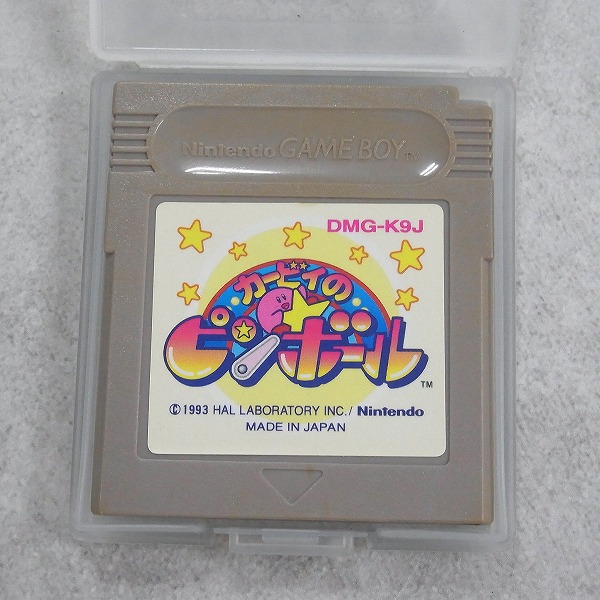 Nintendo GAME BOY TM
DMG-K9J
カービィの
ピンボール
TM
©1993 HAL LABORATORY INC./ Nintendo
MADE IN JAPAN